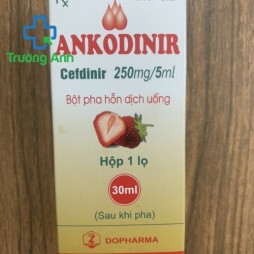 Trường Anh
ANKODINIR
Cefdinir 250mg/5ml
Bột pha hỗn dịch uống
Hộp 1 lọ
30ml
(Sau khi pha)
DOPHARMA